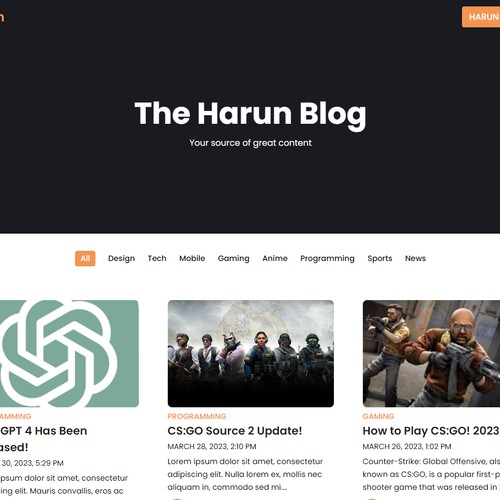 HARUN
The Harun Blog
Your source of great content
All Design Tech Mobile Gaming Anime Programming Sports News
AMMING
GPT 4 Has Been
ased!
30, 2023, 5:29 PM
psum dolor sit amet, consectetur
ing elit. Mauris convallis, eros ac
PROGRAMMING
CS:GO Source 2 Update!
MARCH 28, 2023, 2:10 PM
Lorem ipsum dolor sit amet, consectetur
adipiscing elit. Nulla lorem ex, mollis nec
aliquam in, commodo sed mi...
GAMING
How to Play CS:GO! 2023
MARCH 26, 2023, 1:02 PM
Counter-Strike: Global Offensive, als
known as CS:GO, is a popular first-p
shooter game that was released in